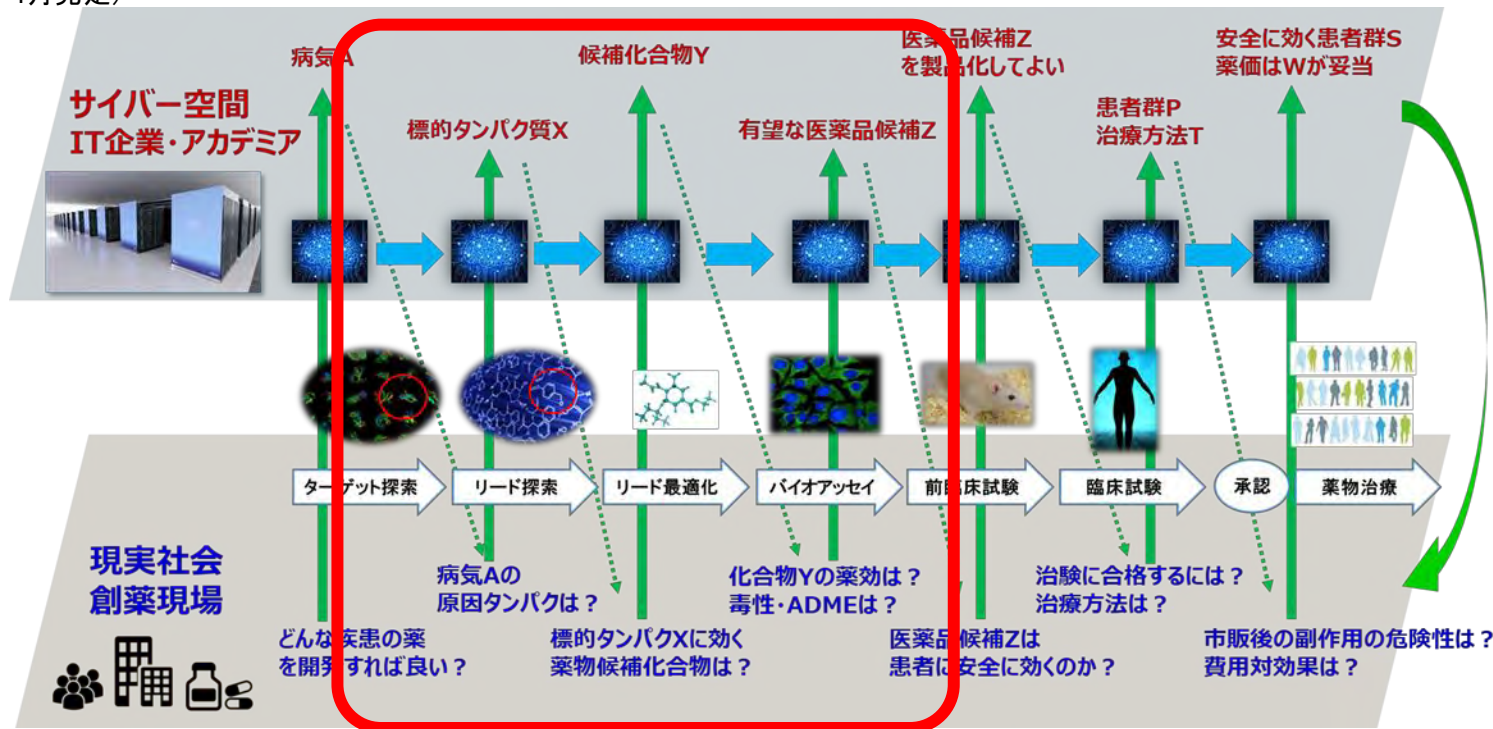 病気A
候補化合物Y
医薬品候補Z
を製品化してよい
安全に効く患者群S
薬価はWが妥当
サイバー空間
IT企業・アカデミア
標的タンパク質X
有望な医薬品候補Z
患者群P
治療方法T
ターゲット探索
リード探索
リード最適化
バイオアッセイ
前臨床試験
臨床試験
承認
薬物治療
現実社会
創薬現場
病気Aの
原因タンパクは？
化合物Yの薬効は？
毒性・ADMEは？
治験に合格するには？
治療方法は？
どんな疾患の薬
を開発すれば良い？
標的タンパクXに効く
薬物候補化合物は？
医薬品候補Zは
患者に安全に効くのか？
市販後の副作用の危険性は？
費用対効果は？